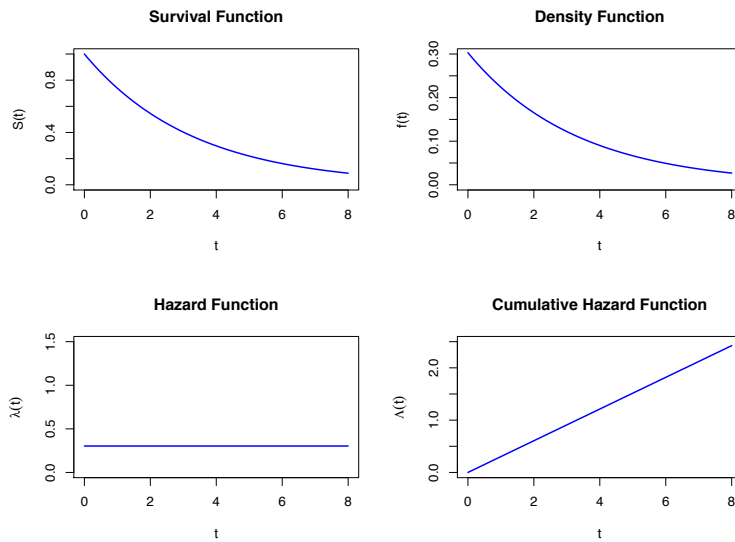 Survival Function
S(t)
0.0 0.4 0.8
0 2 4 6 8
t
Density Function
f(t)
0.00 0.10 0.20 0.30
0 2 4 6 8
t
Hazard Function
λ(t)
0.0 0.5 1.0 1.5
0 2 4 6 8
t
Cumulative Hazard Function
Λ(t)
0.0 1.0 2.0
0 2 4 6 8
t